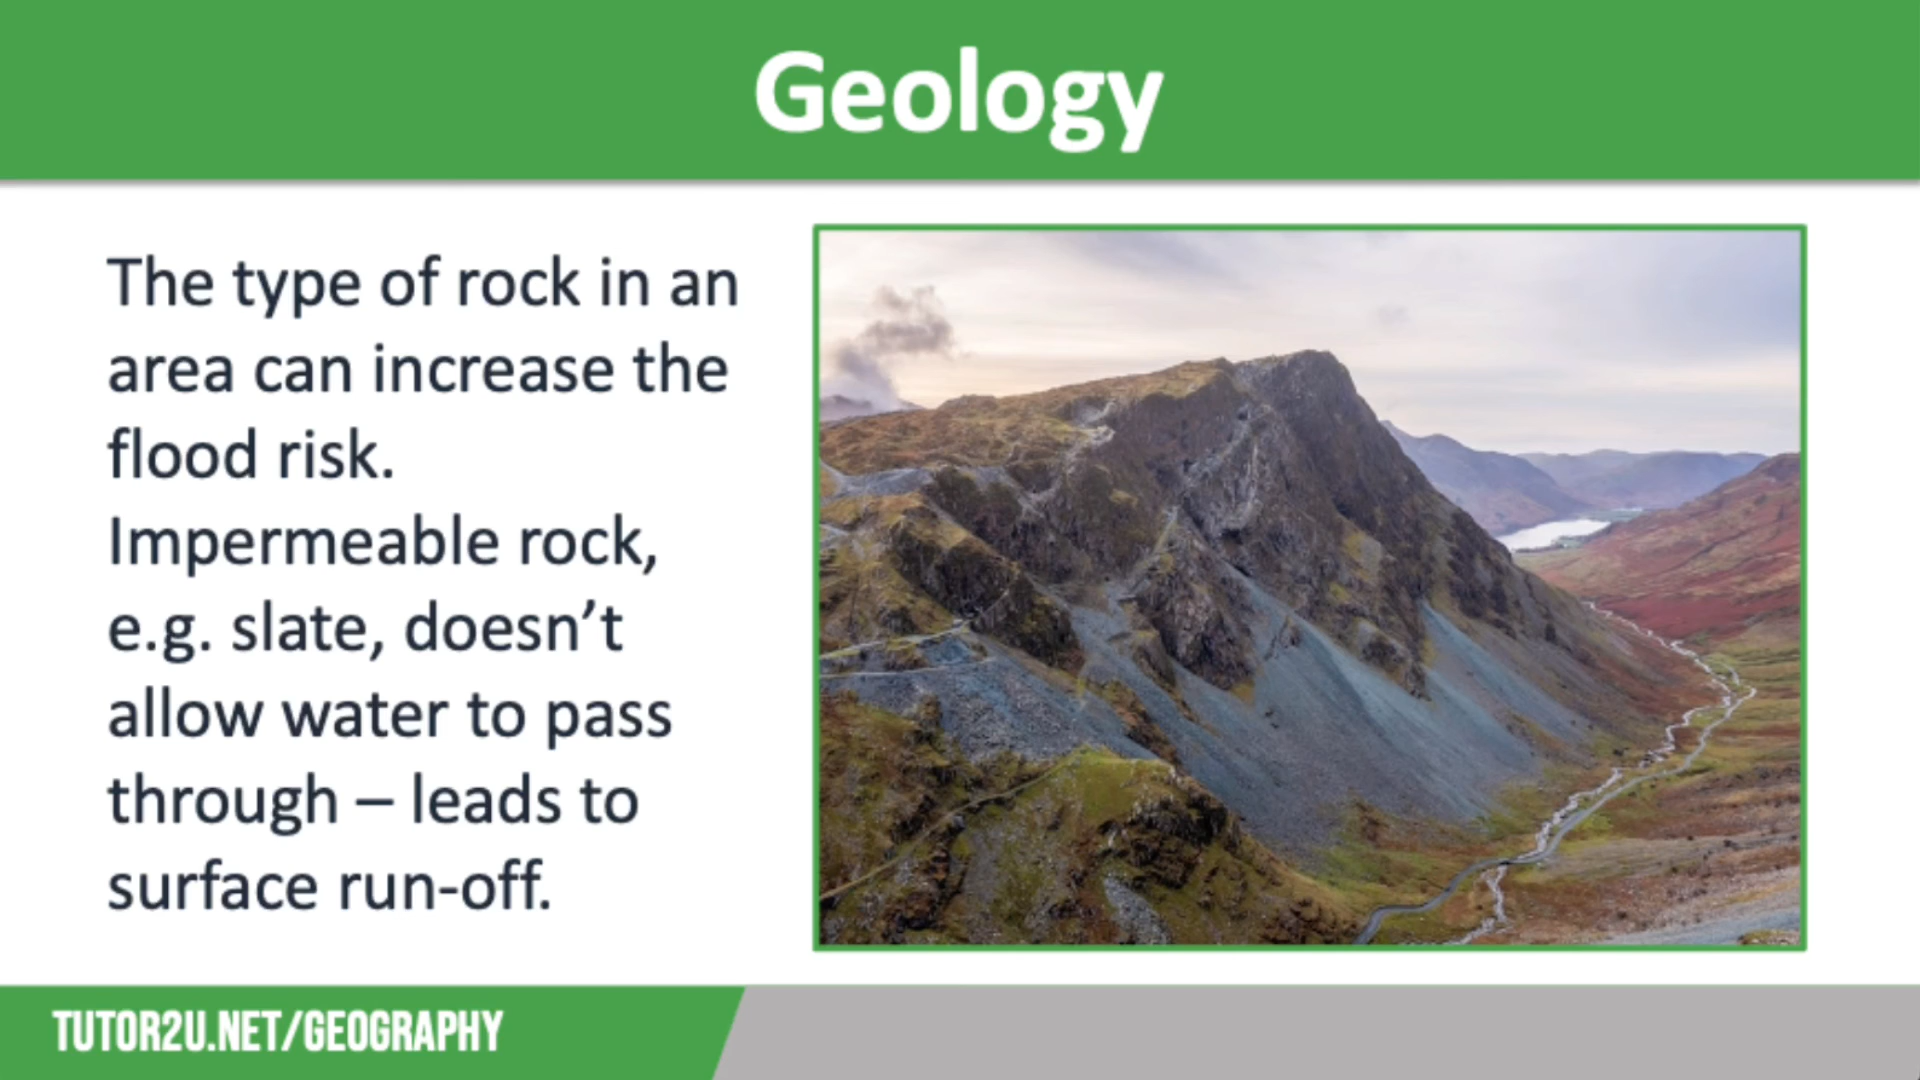 Geology
The type of rock in an
area can increase the
flood risk.
Impermeable rock,
e.g. slate, doesn’t
allow water to pass
through – leads to
surface run-off.
TUTOR2U.NET/GEOGRAPHY